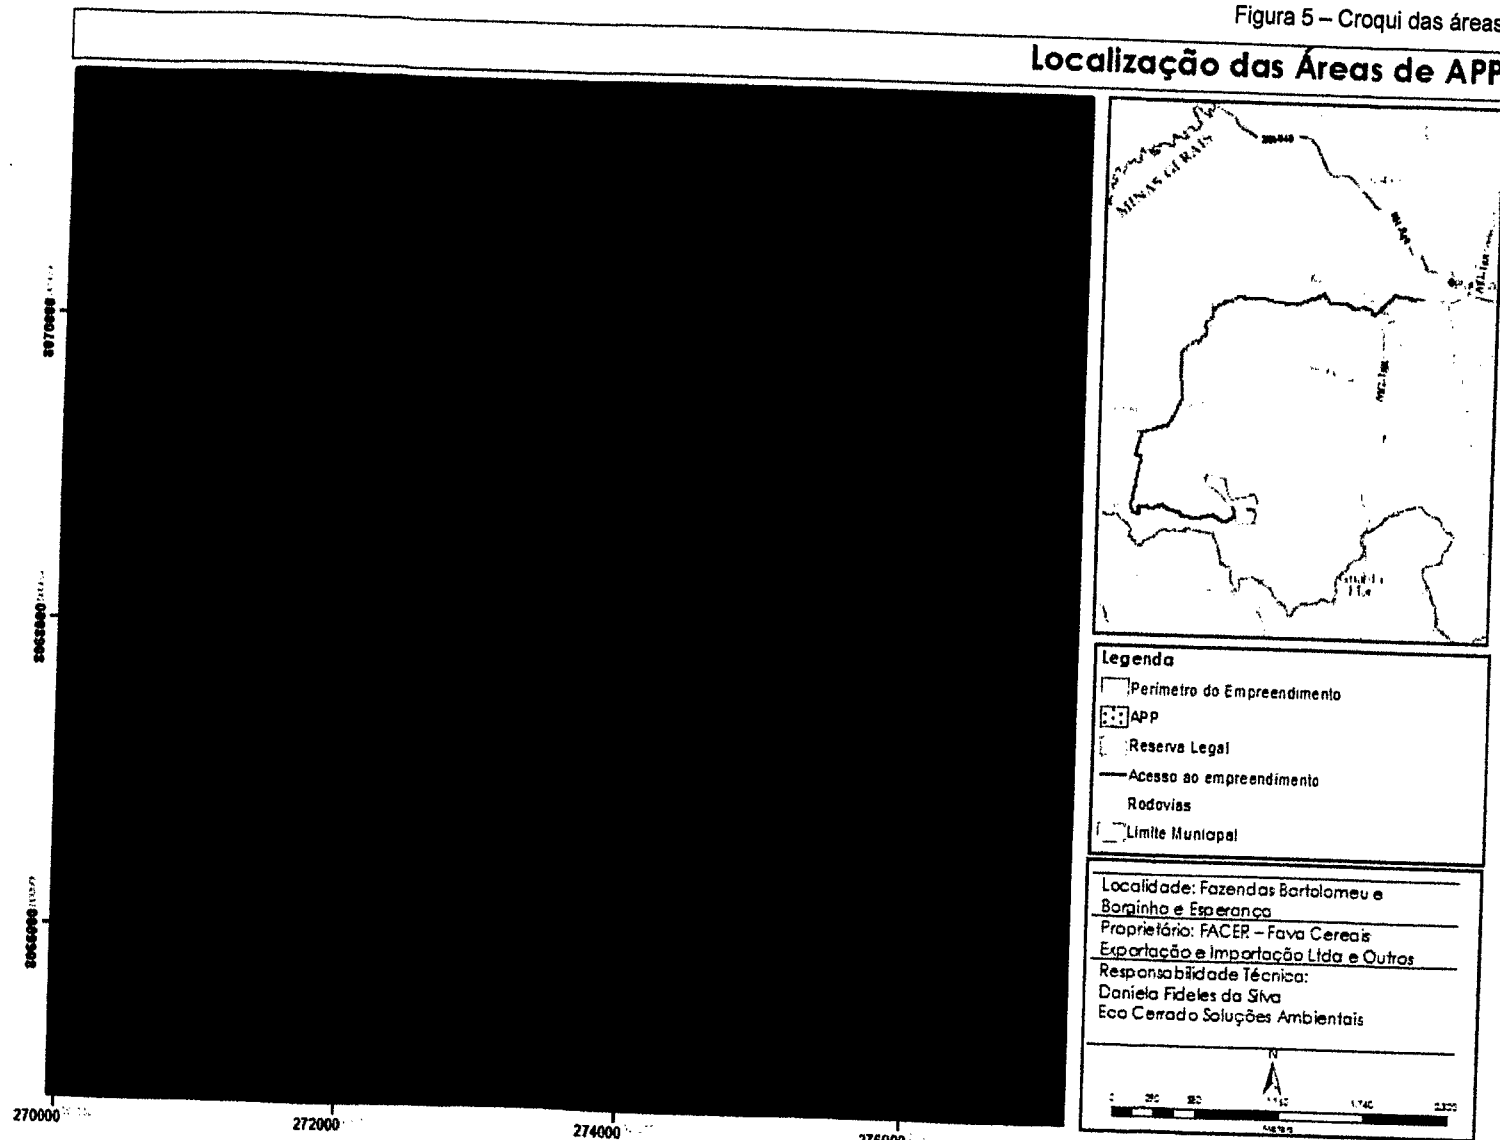 Figura 5 – Croqui das áreas
Localização das Áreas de APP
MINAS GERAIS
Legenda
Perímetro do Empreendimento
APP
Reserva Legal
Acesso ao empreendimento
Rodovias
Limite Municipal
Localidade: Fazendas Bartolomeu e
Barginha e Esperança
Proprietário: FACER – Fava Cereais
Exportação e Importação Ltda e Outros
Responsabilidade Técnica:
Daniela Fideles da Silva
Eco Cerrado Soluções Ambientais
N
8070000
8068000
8066000
270000
272000
274000